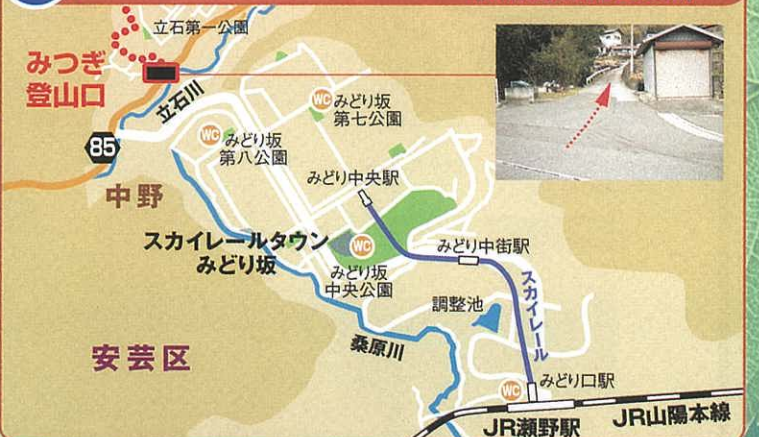 立石第一公園
みつぎ
登山口
立石川
WC
みどり坂
第七公園
WC
みどり坂
第八公園
85
中野
みどり中央駅
スカイレールタウン
みどり坂
WC
みどり坂
中央公園
みどり中街駅
スカイレール
調整池
安芸区
桑原川
WC
みどり口駅
JR瀬野駅
JR山陽本線